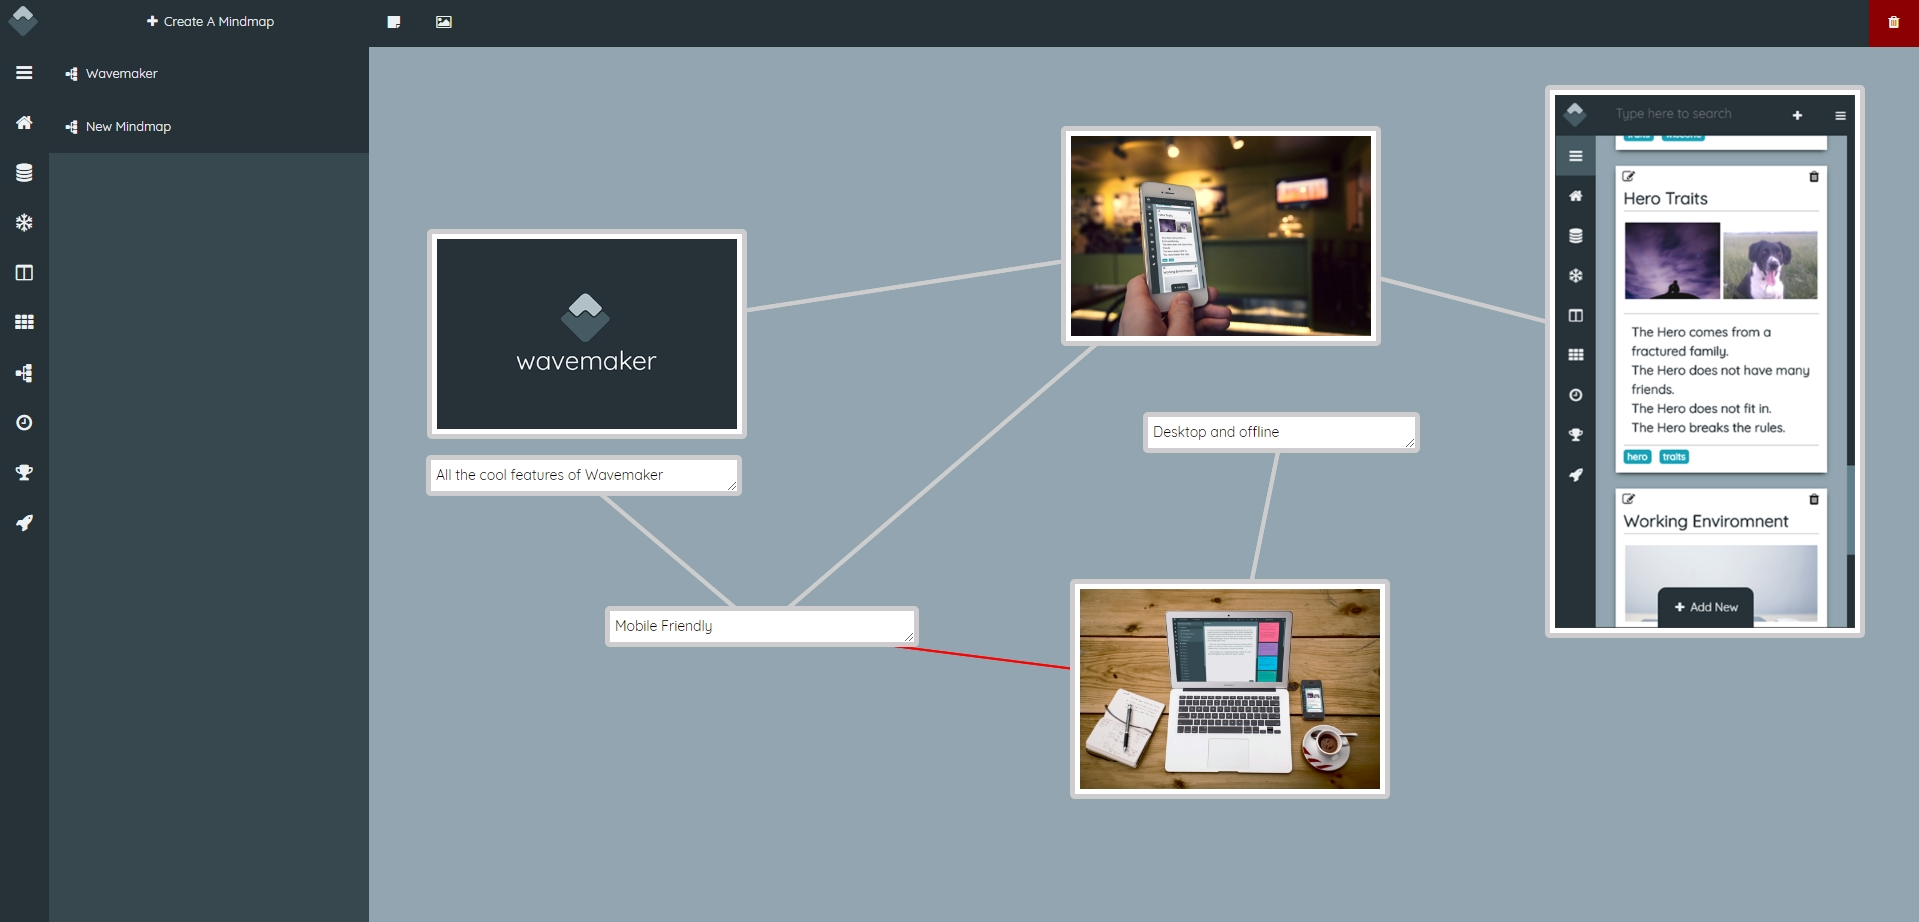 Create A Mindmap
Wavemaker
New Mindmap
wavemaker
All the cool features of Wavemaker
Mobile Friendly
Desktop and offline
Type here to search
Hero Traits
The Hero comes from a
fractured family.
The Hero does not have many
friends.
The Hero does not fit in.
The Hero breaks the rules.
hero traits
Working Enviromnent
Add New